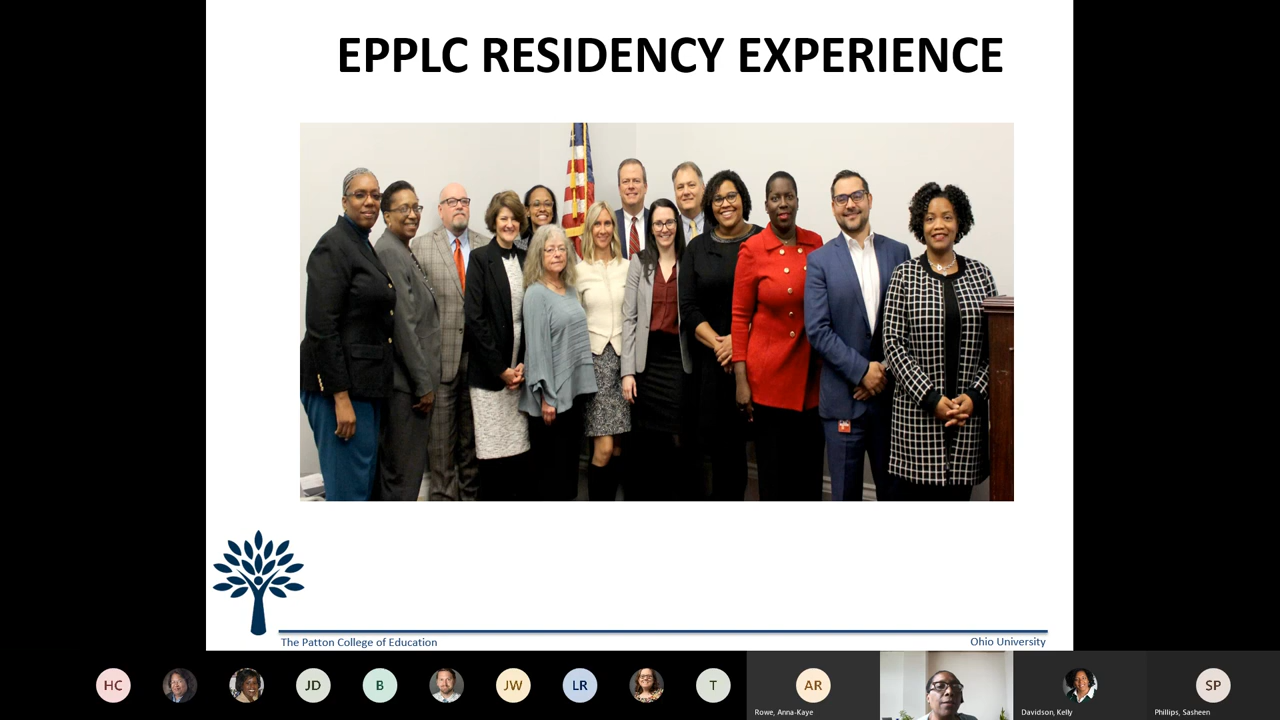 EPPLC RESIDENCY EXPERIENCE
The Patton College of Education
Ohio University
HC
JD
B
JW
LR
T
AR
SP
Rowe, Anna-Kaye
Davidson, Kelly
Phillips, Sasheen